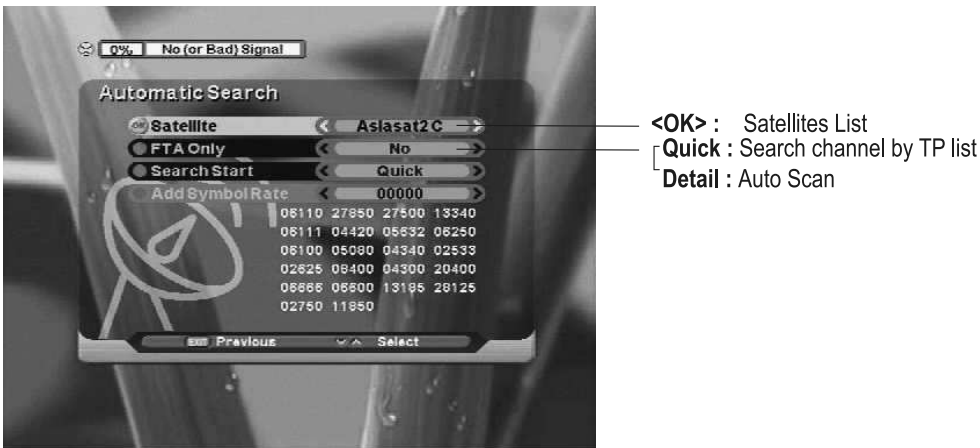 0% No (or Bad) Signal
Automatic Search
OK Satellite Asiasat2 C
FTA Only No
Search Start Quick
Add Symbol Rate 00000
06110 27850 27500 13340
06111 04420 05632 06250
06100 05080 04340 02533
02625 08400 04300 20400
06666 06600 13185 28125
02750 11850
EXIT Previous Select
<OK> : Satellites List
Quick : Search channel by TP list
Detail : Auto Scan